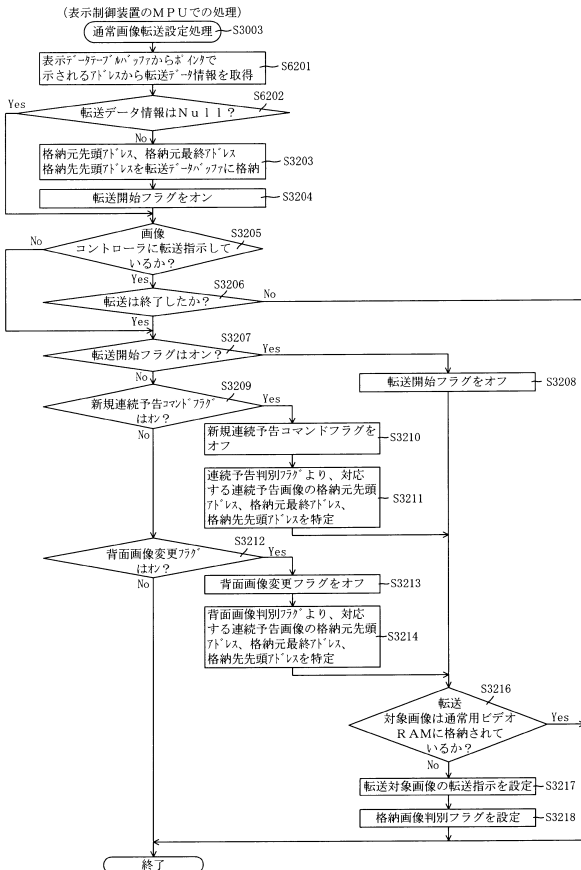 (表示制御装置のMPUでの処理)
通常画像転送設定処理
S3003
表示データテーブルバッファからポインタで
示されるアドレスから転送データ情報を取得
S6201
S6202
Yes
転送データ情報はNull?
No
格納元先頭アドレス、格納元最終アドレス
格納先先頭アドレスを転送データバッファに格納
S3203
転送開始フラグをオン
S3204
画像
コントローラに転送指示して
いるか?
S3205
No
Yes
S3206
転送は終了したか?
No
Yes
S3207
転送開始フラグはオン?
Yes
No
転送開始フラグをオフ
S3208
S3209
新規連続予告コマンドフラグ
はオン?
Yes
No
新規連続予告コマンドフラグを
オフ
S3210
連続予告判別フラグより、対応
する連続予告画像の格納元先頭
アドレス、格納元最終アドレス、
格納先先頭アドレスを特定
S3211
S3212
背面画像変更フラグ
はオン?
Yes
No
背面画像変更フラグをオフ
S3213
背面画像判別フラグより、対応
する連続予告画像の格納元先頭
アドレス、格納元最終アドレス、
格納先先頭アドレスを特定
S3214
S3216
転送
対象画像は通常用ビデオ
RAMに格納されて
いるか?
Yes
No
転送対象画像の転送指示を設定
S3217
格納画像判別フラグを設定
S3218
終了